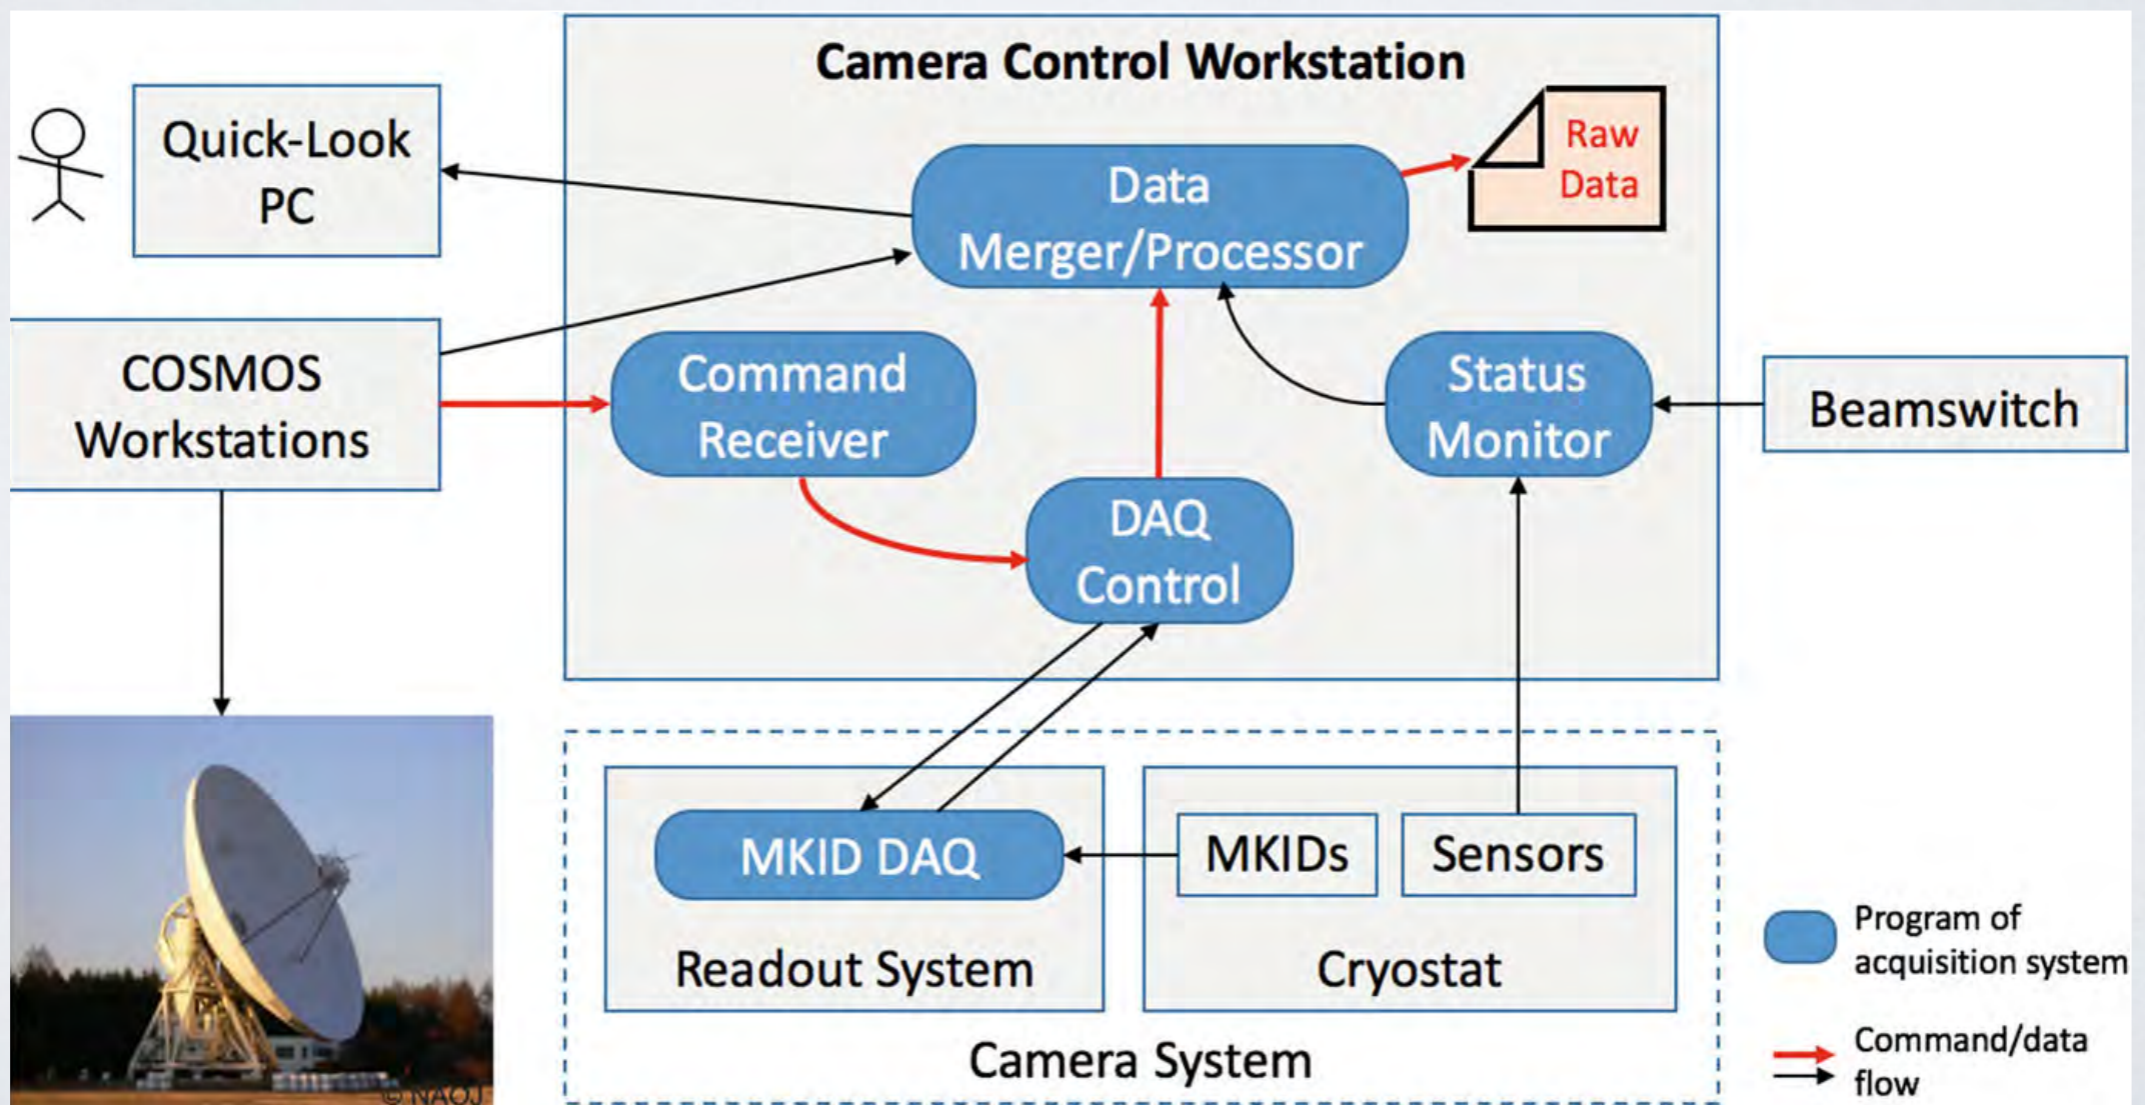 Camera Control Workstation
Quick-Look
PC
Raw
Data
Data
Merger/Processor
COSMOS
Workstations
Command
Receiver
Status
Monitor
Beamswitch
DAQ
Control
MKID DAQ
MKIDs
Sensors
Readout System
Cryostat
Camera System
Program of
acquisition system
Command/data
flow
© NAOJ